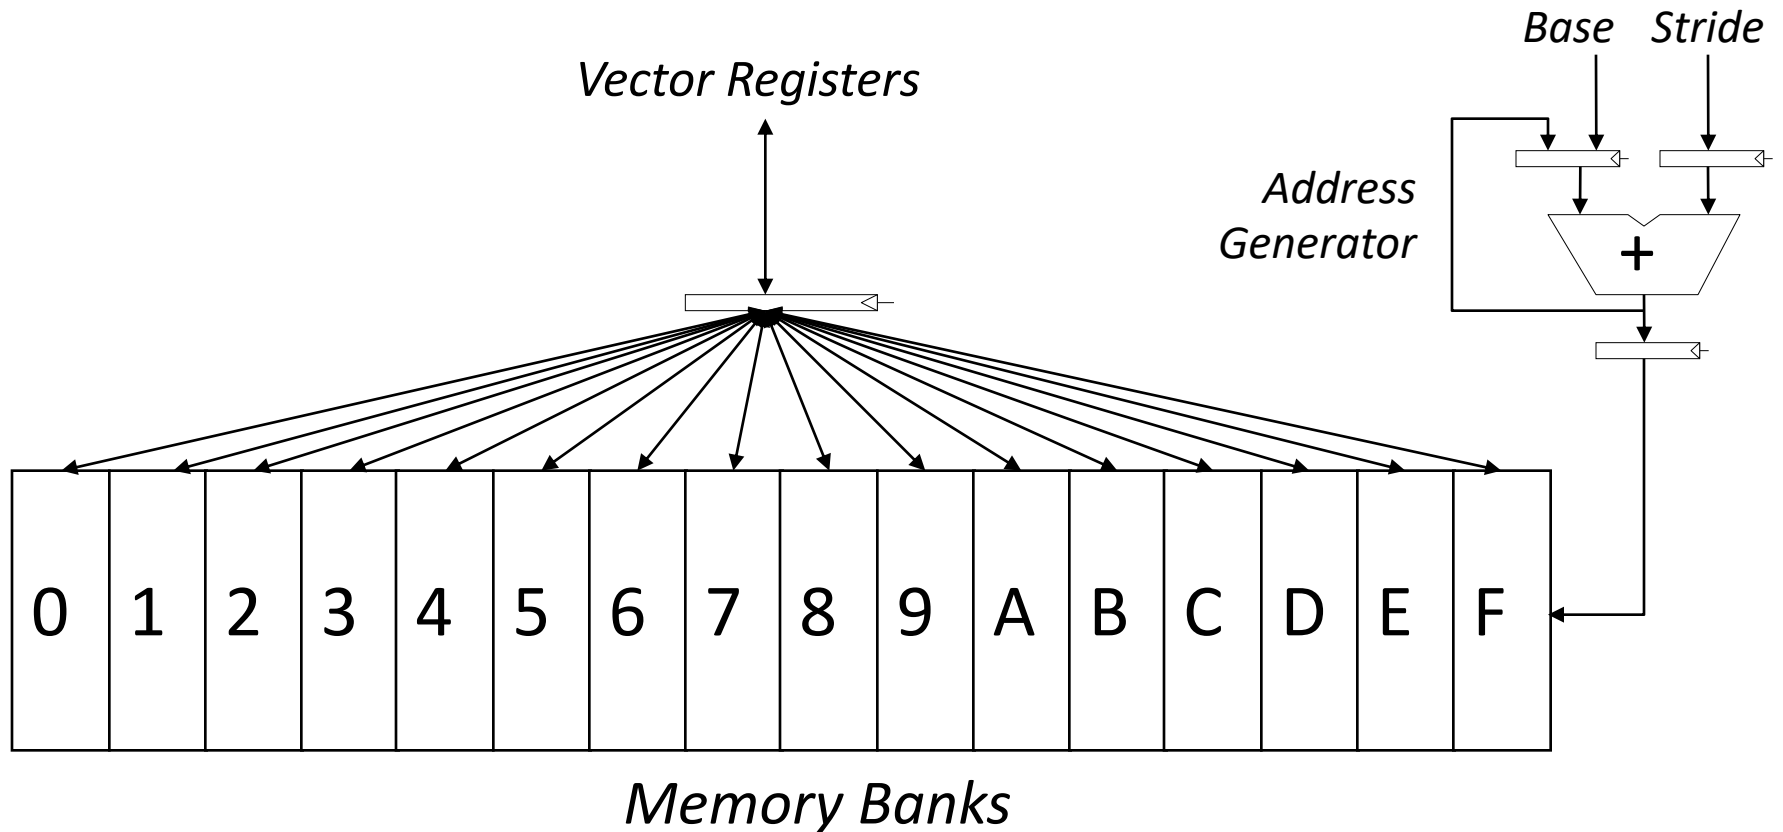 Base Stride
Vector Registers
Address
Generator
+
0 1 2 3 4 5 6 7 8 9 A B C D E F
Memory Banks